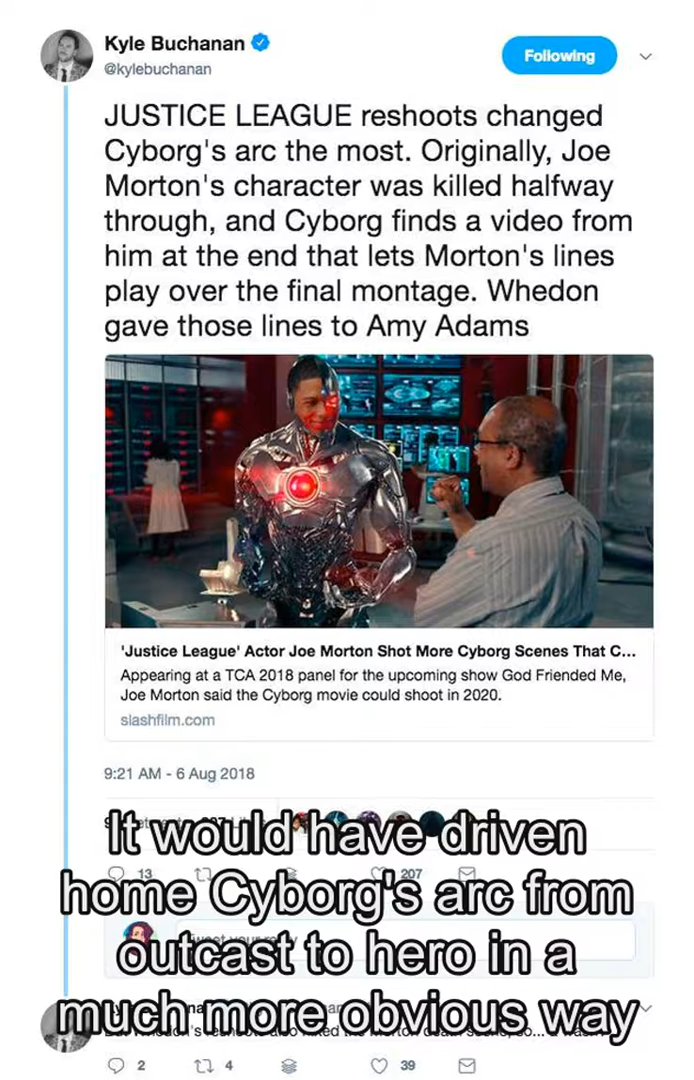 Kyle Buchanan
@kylebuchanan
Following
JUSTICE LEAGUE reshoots changed
Cyborg's arc the most. Originally, Joe
Morton's character was killed halfway
through, and Cyborg finds a video from
him at the end that lets Morton's lines
play over the final montage. Whedon
gave those lines to Amy Adams
'Justice League' Actor Joe Morton Shot More Cyborg Scenes That C...
Appearing at a TCA 2018 panel for the upcoming show God Friended Me,
Joe Morton said the Cyborg movie could shoot in 2020.
slashfilm.com
9:21 AM - 6 Aug 2018
It would have driven
13 207
home Cyborg's arc from
outcast to hero in a
much more obvious way
2 4 39